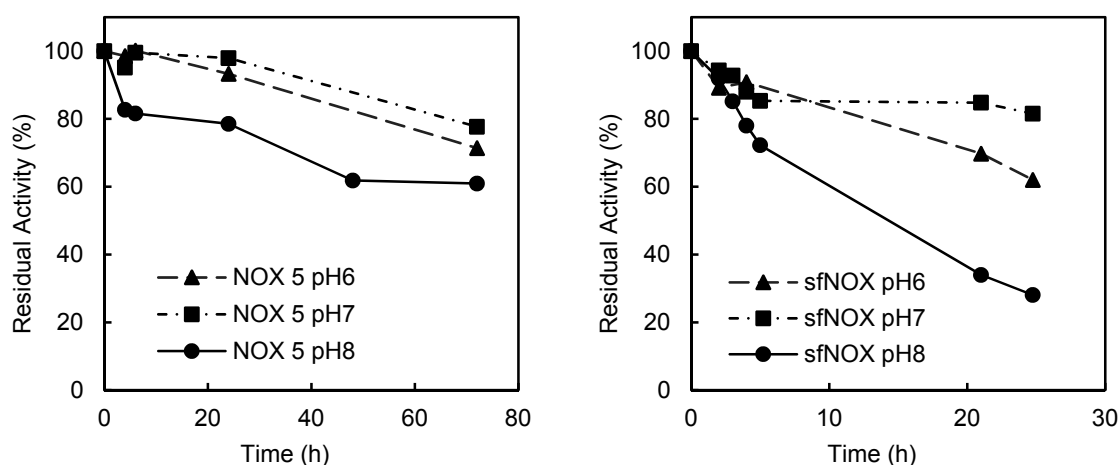 Residual Activity (%)
100
80
60
40
20
0
NOX 5 pH6
NOX 5 pH7
NOX 5 pH8
0 20 40 60 80
Time (h)
Residual Activity (%)
100
80
60
40
20
0
sfNOX pH6
sfNOX pH7
sfNOX pH8
0 10 20 30
Time (h)